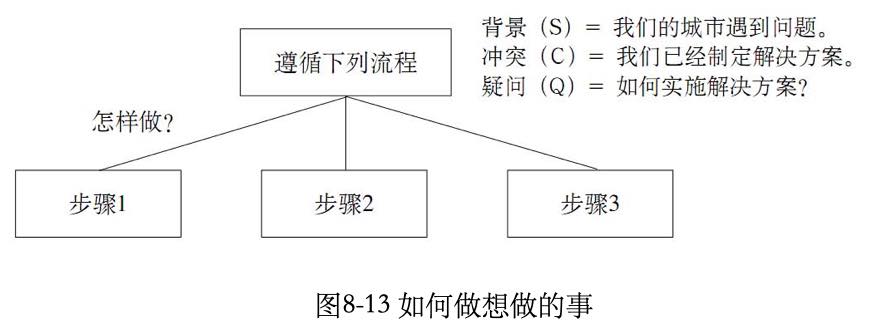 背景（S）= 我们的城市遇到问题。
冲突（C）= 我们已经制定解决方案。
疑问（Q）= 如何实施解决方案？
遵循下列流程
怎样做？
步骤1
步骤2
步骤3
图8-13 如何做想做的事